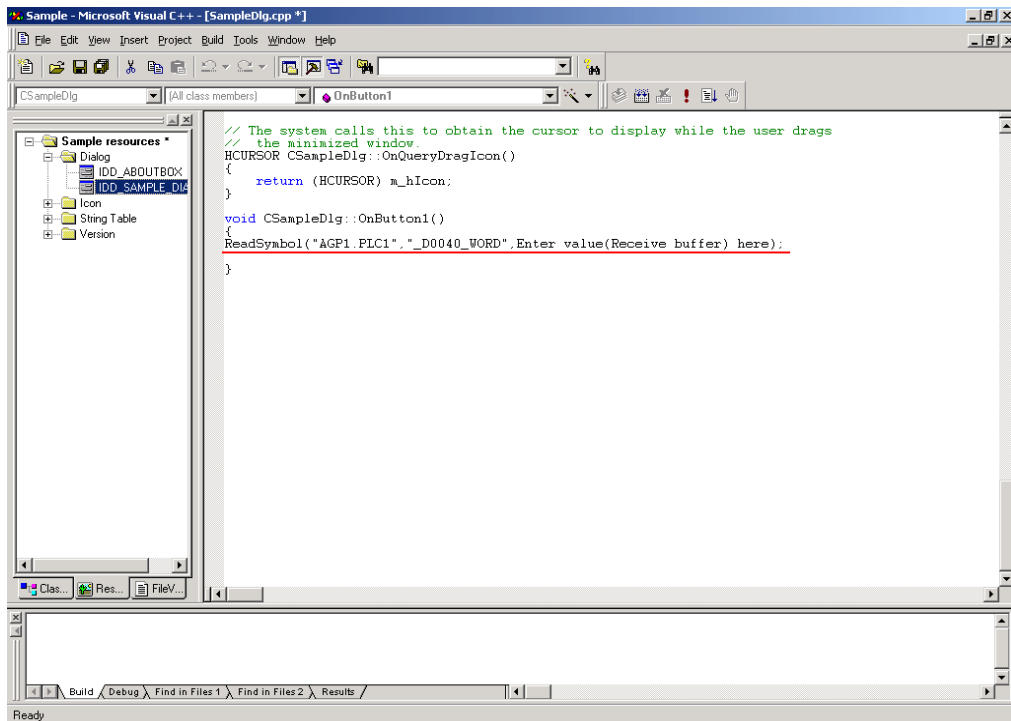 Sample - Microsoft Visual C++ - [SampleDlg.cpp *]
File Edit View Insert Project Build Tools Window Help
CSampleDlg (All class members) OnButton1
Sample resources *
Dialog
IDD_ABOUTBOX
IDD_SAMPLE_DIA
Icon
String Table
Version
Clas... Res... FileV...
// The system calls this to obtain the cursor to display while the user drags
//  the minimized window.
HCURSOR CSampleDlg::OnQueryDragIcon()
{
    return (HCURSOR) m_hIcon;
}
void CSampleDlg::OnButton1()
{
ReadSymbol("AGP1.PLC1","_D0040_WORD",Enter value(Receive buffer) here);
}
Build Debug Find in Files 1 Find in Files 2 Results
Ready